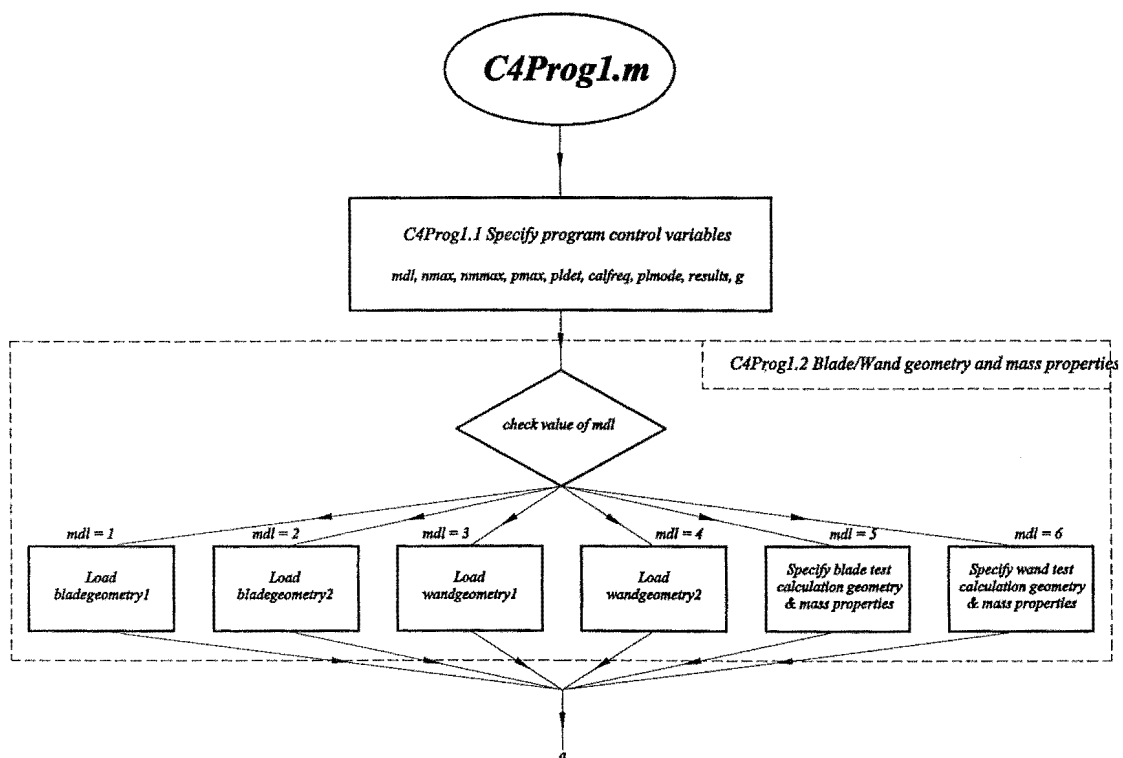 C4Prog1.m
C4Prog1.1 Specify program control variables
mdl, nmax, nmmax, pmax, pldet, calfreq, plmode, results, g
C4Prog1.2 Blade/Wand geometry and mass properties
check value of mdl
mdl = 1
mdl = 2
mdl = 3
mdl = 4
mdl = 5
mdl = 6
Load
bladegeometry1
Load
bladegeometry2
Load
wandgeometry1
Load
wandgeometry2
Specify blade test
calculation geometry
& mass properties
Specify wand test
calculation geometry
& mass properties